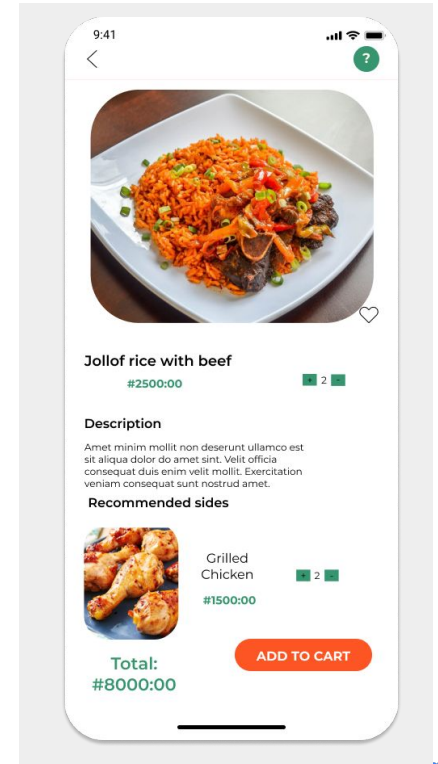 9:41
?
Jollof rice with beef
#2500:00
+ 2 -
Description
Amet minim mollit non deserunt ullamco est
sit aliqua dolor do amet sint. Velit officia
consequat duis enim velit mollit. Exercitation
veniam consequat sunt nostrud amet.
Recommended sides
Grilled
Chicken
+ 2 -
#1500:00
ADD TO CART
Total:
#8000:00